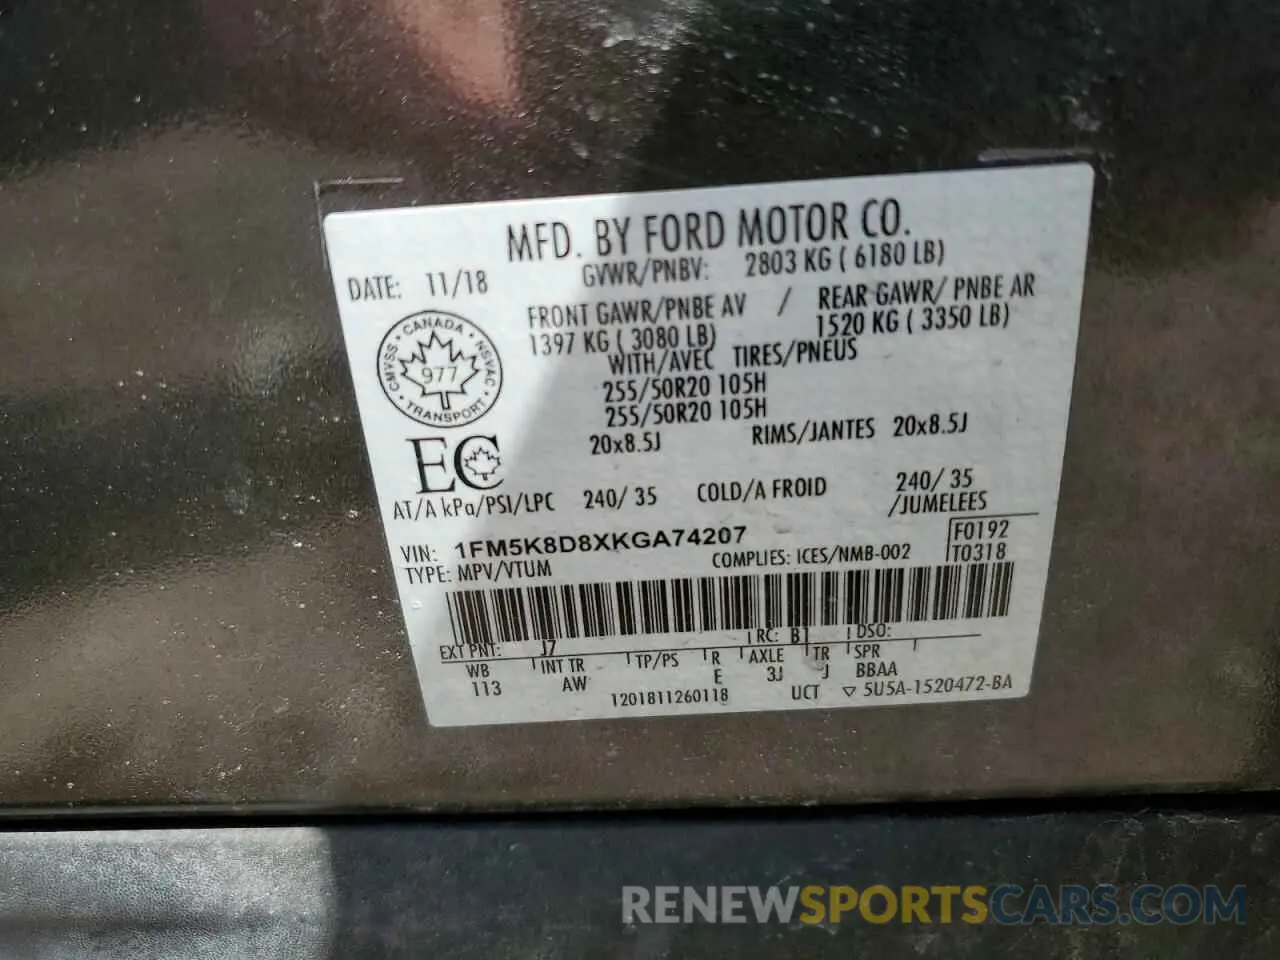 MFD. BY FORD MOTOR CO.
DATE: 11/18 GVWR/PNBV: 2803 KG ( 6180 LB)
FRONT GAWR/PNBE AV / REAR GAWR/ PNBE AR
1397 KG ( 3080 LB) 1520 KG ( 3350 LB)
WITH/AVEC TIRES/PNEUS
255/50R20 105H
255/50R20 105H
20x8.5J RIMS/JANTES 20x8.5J
CANADA
CMVSS NSVAC
977
TRANSPORT
EC
AT/A kPa/PSI/LPC 240/ 35 COLD/A FROID 240/ 35
/JUMELEES
VIN: 1FM5K8D8XKGA74207 F0192
TYPE: MPV/VTUM COMPLIES: ICES/NMB-002 T0318
EXT PNT: J7 RC: B1 DSO:
WB INT TR TP/PS R AXLE TR SPR
113 AW E 3J J BBAA
1201811260118 UCT ▽ 5U5A-1520472-BA
RENEWSPORTSCARS.COM